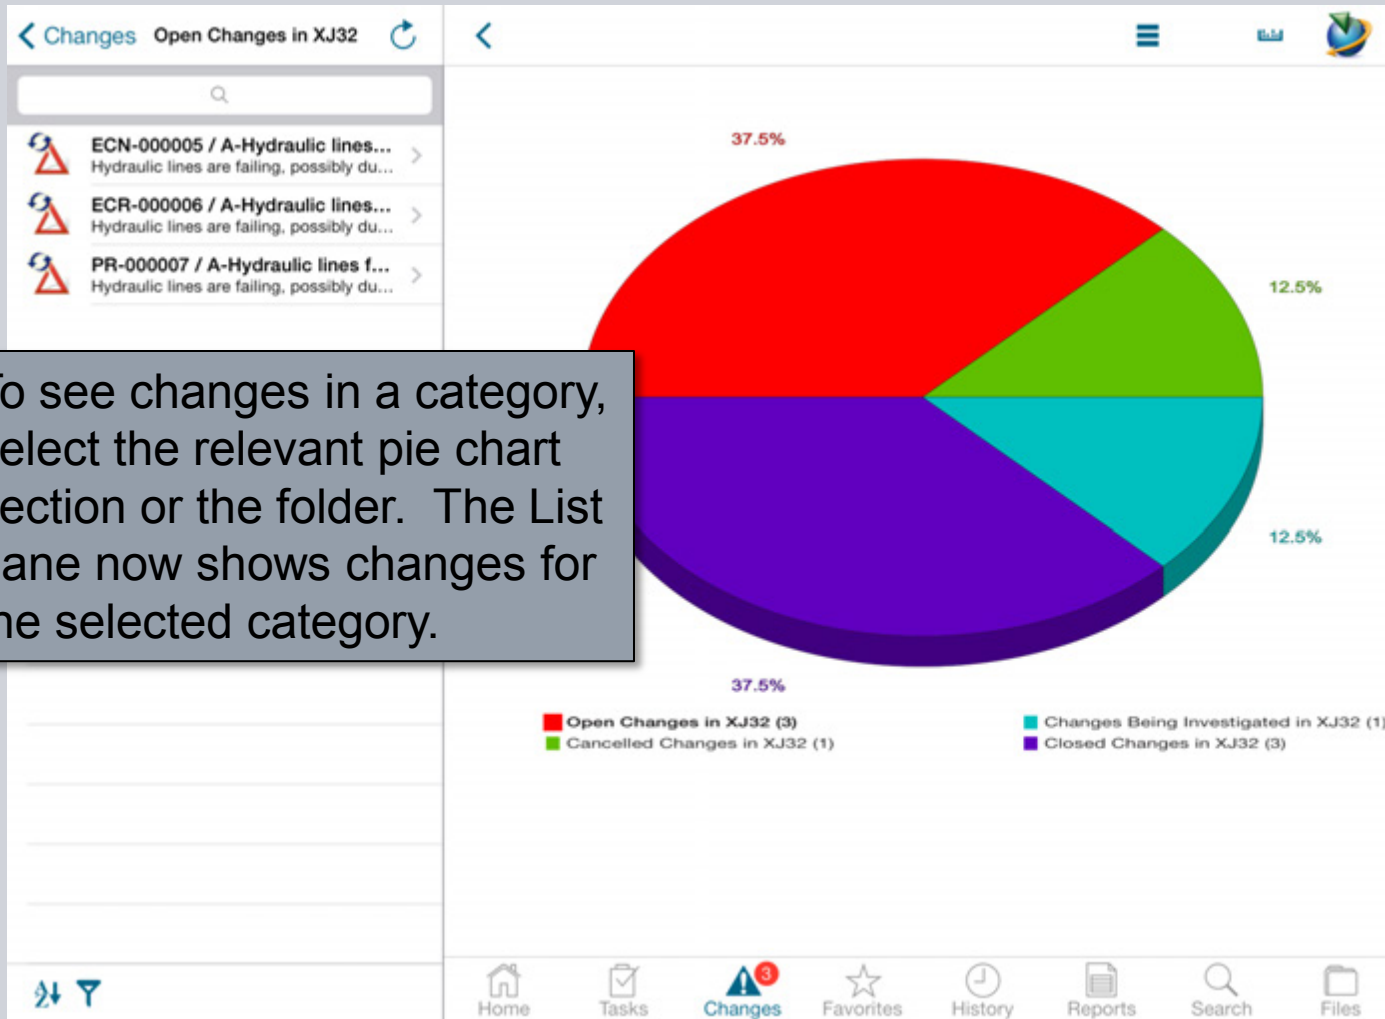 Changes Open Changes in XJ32
ECN-000005 / A-Hydraulic lines...
Hydraulic lines are failing, possibly du...
ECR-000006 / A-Hydraulic lines...
Hydraulic lines are failing, possibly du...
PR-000007 / A-Hydraulic lines f...
Hydraulic lines are failing, possibly du...
o see changes in a category,
elect the relevant pie chart
ection or the folder. The List
ane now shows changes for
he selected category.
37.5%
12.5%
12.5%
37.5%
Open Changes in XJ32 (3)
Cancelled Changes in XJ32 (1)
Changes Being Investigated in XJ32 (1)
Closed Changes in XJ32 (3)
3
Home Tasks Changes Favorites History Reports Search Files